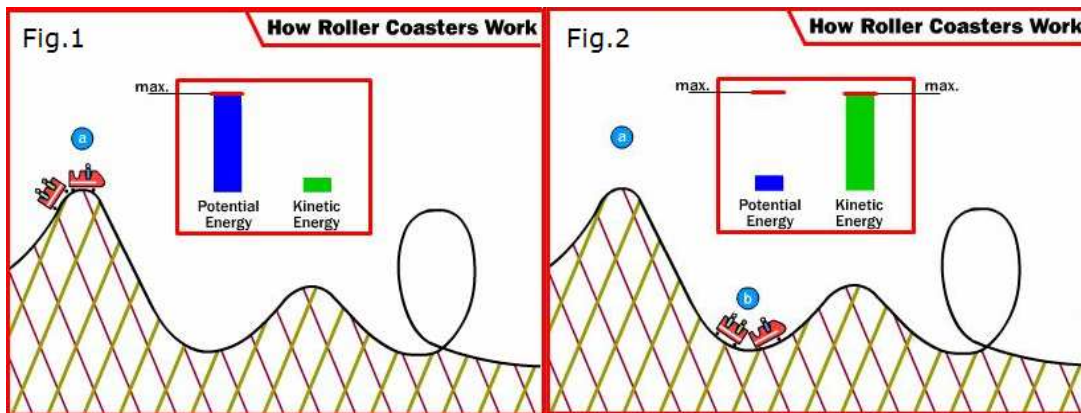 Fig.1
How Roller Coasters Work
max.
a
Potential
Energy
Kinetic
Energy
Fig.2
How Roller Coasters Work
max.
max.
a
Potential
Energy
Kinetic
Energy
b